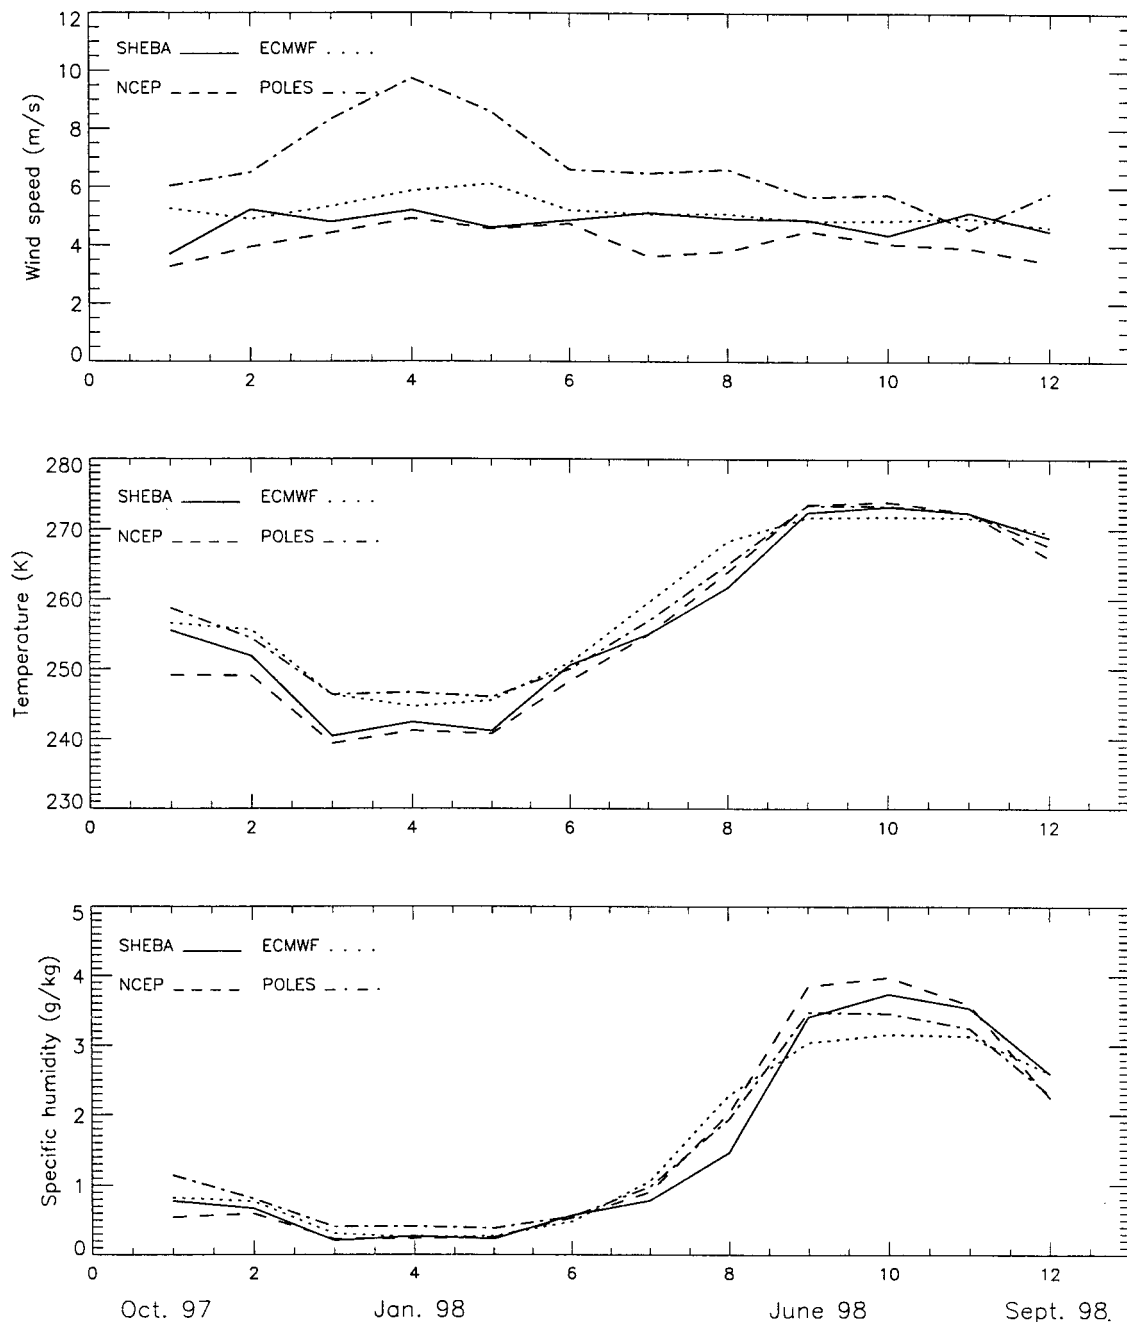 12
10
8
6
4
2
0
Wind speed (m/s)
SHEBA ECMWF
NCEP POLES
0 2 4 6 8 10 12
280
270
260
250
240
230
Temperature (K)
SHEBA ECMWF
NCEP POLES
0 2 4 6 8 10 12
5
4
3
2
1
0
Specific humidity (g/kg)
SHEBA ECMWF
NCEP POLES
0 2 4 6 8 10 12
Oct. 97 Jan. 98 June 98 Sept. 98.